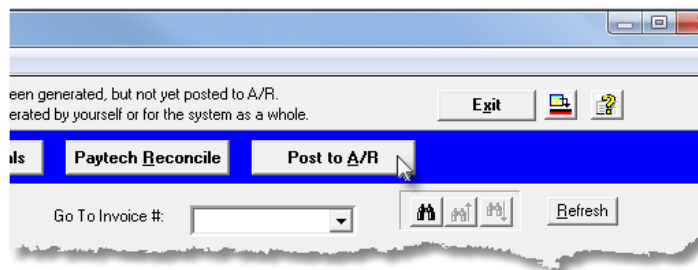 een generated, but not yet posted to A/R.
erated by yourself or for the system as a whole.
Exit
als Paytech Reconcile Post to A/R
Go To Invoice #: Refresh